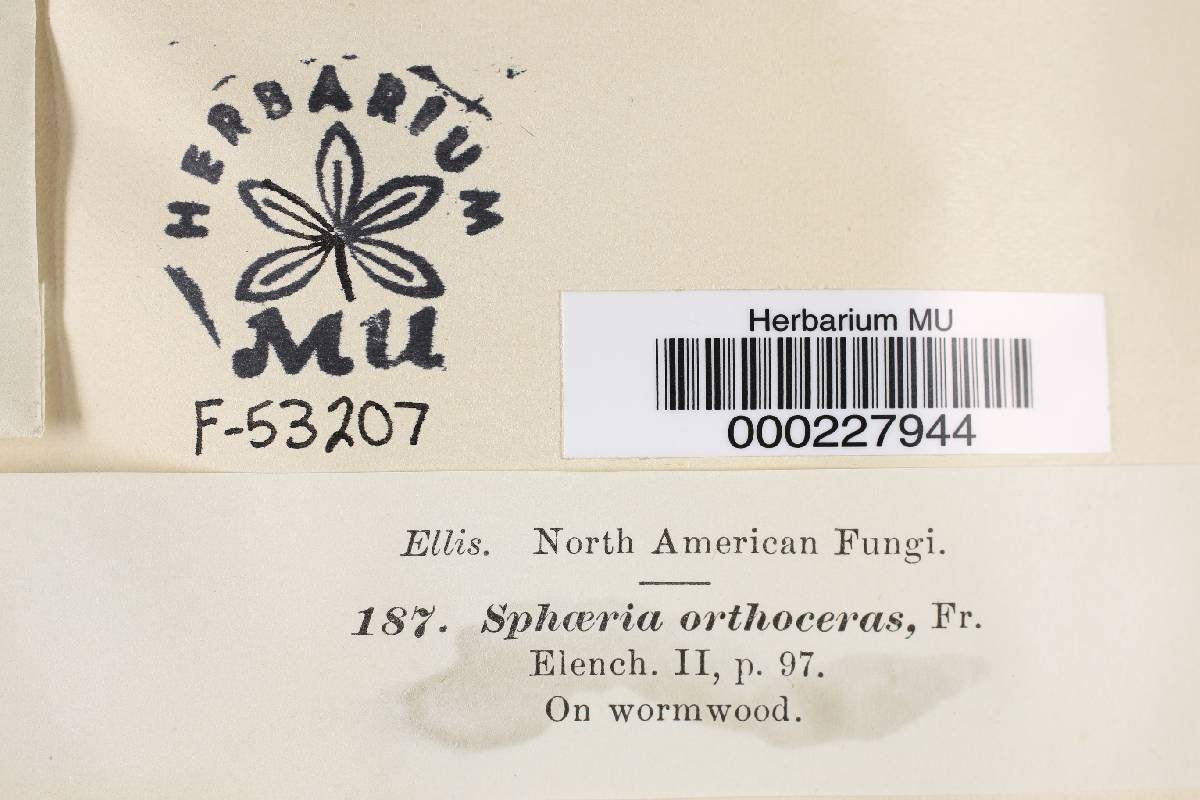 HERBARIUM
MU
F-53207
Herbarium MU
000227944
Ellis. North American Fungi.
187. Sphæria orthoceras, Fr.
Elench. II, p. 97.
On wormwood.